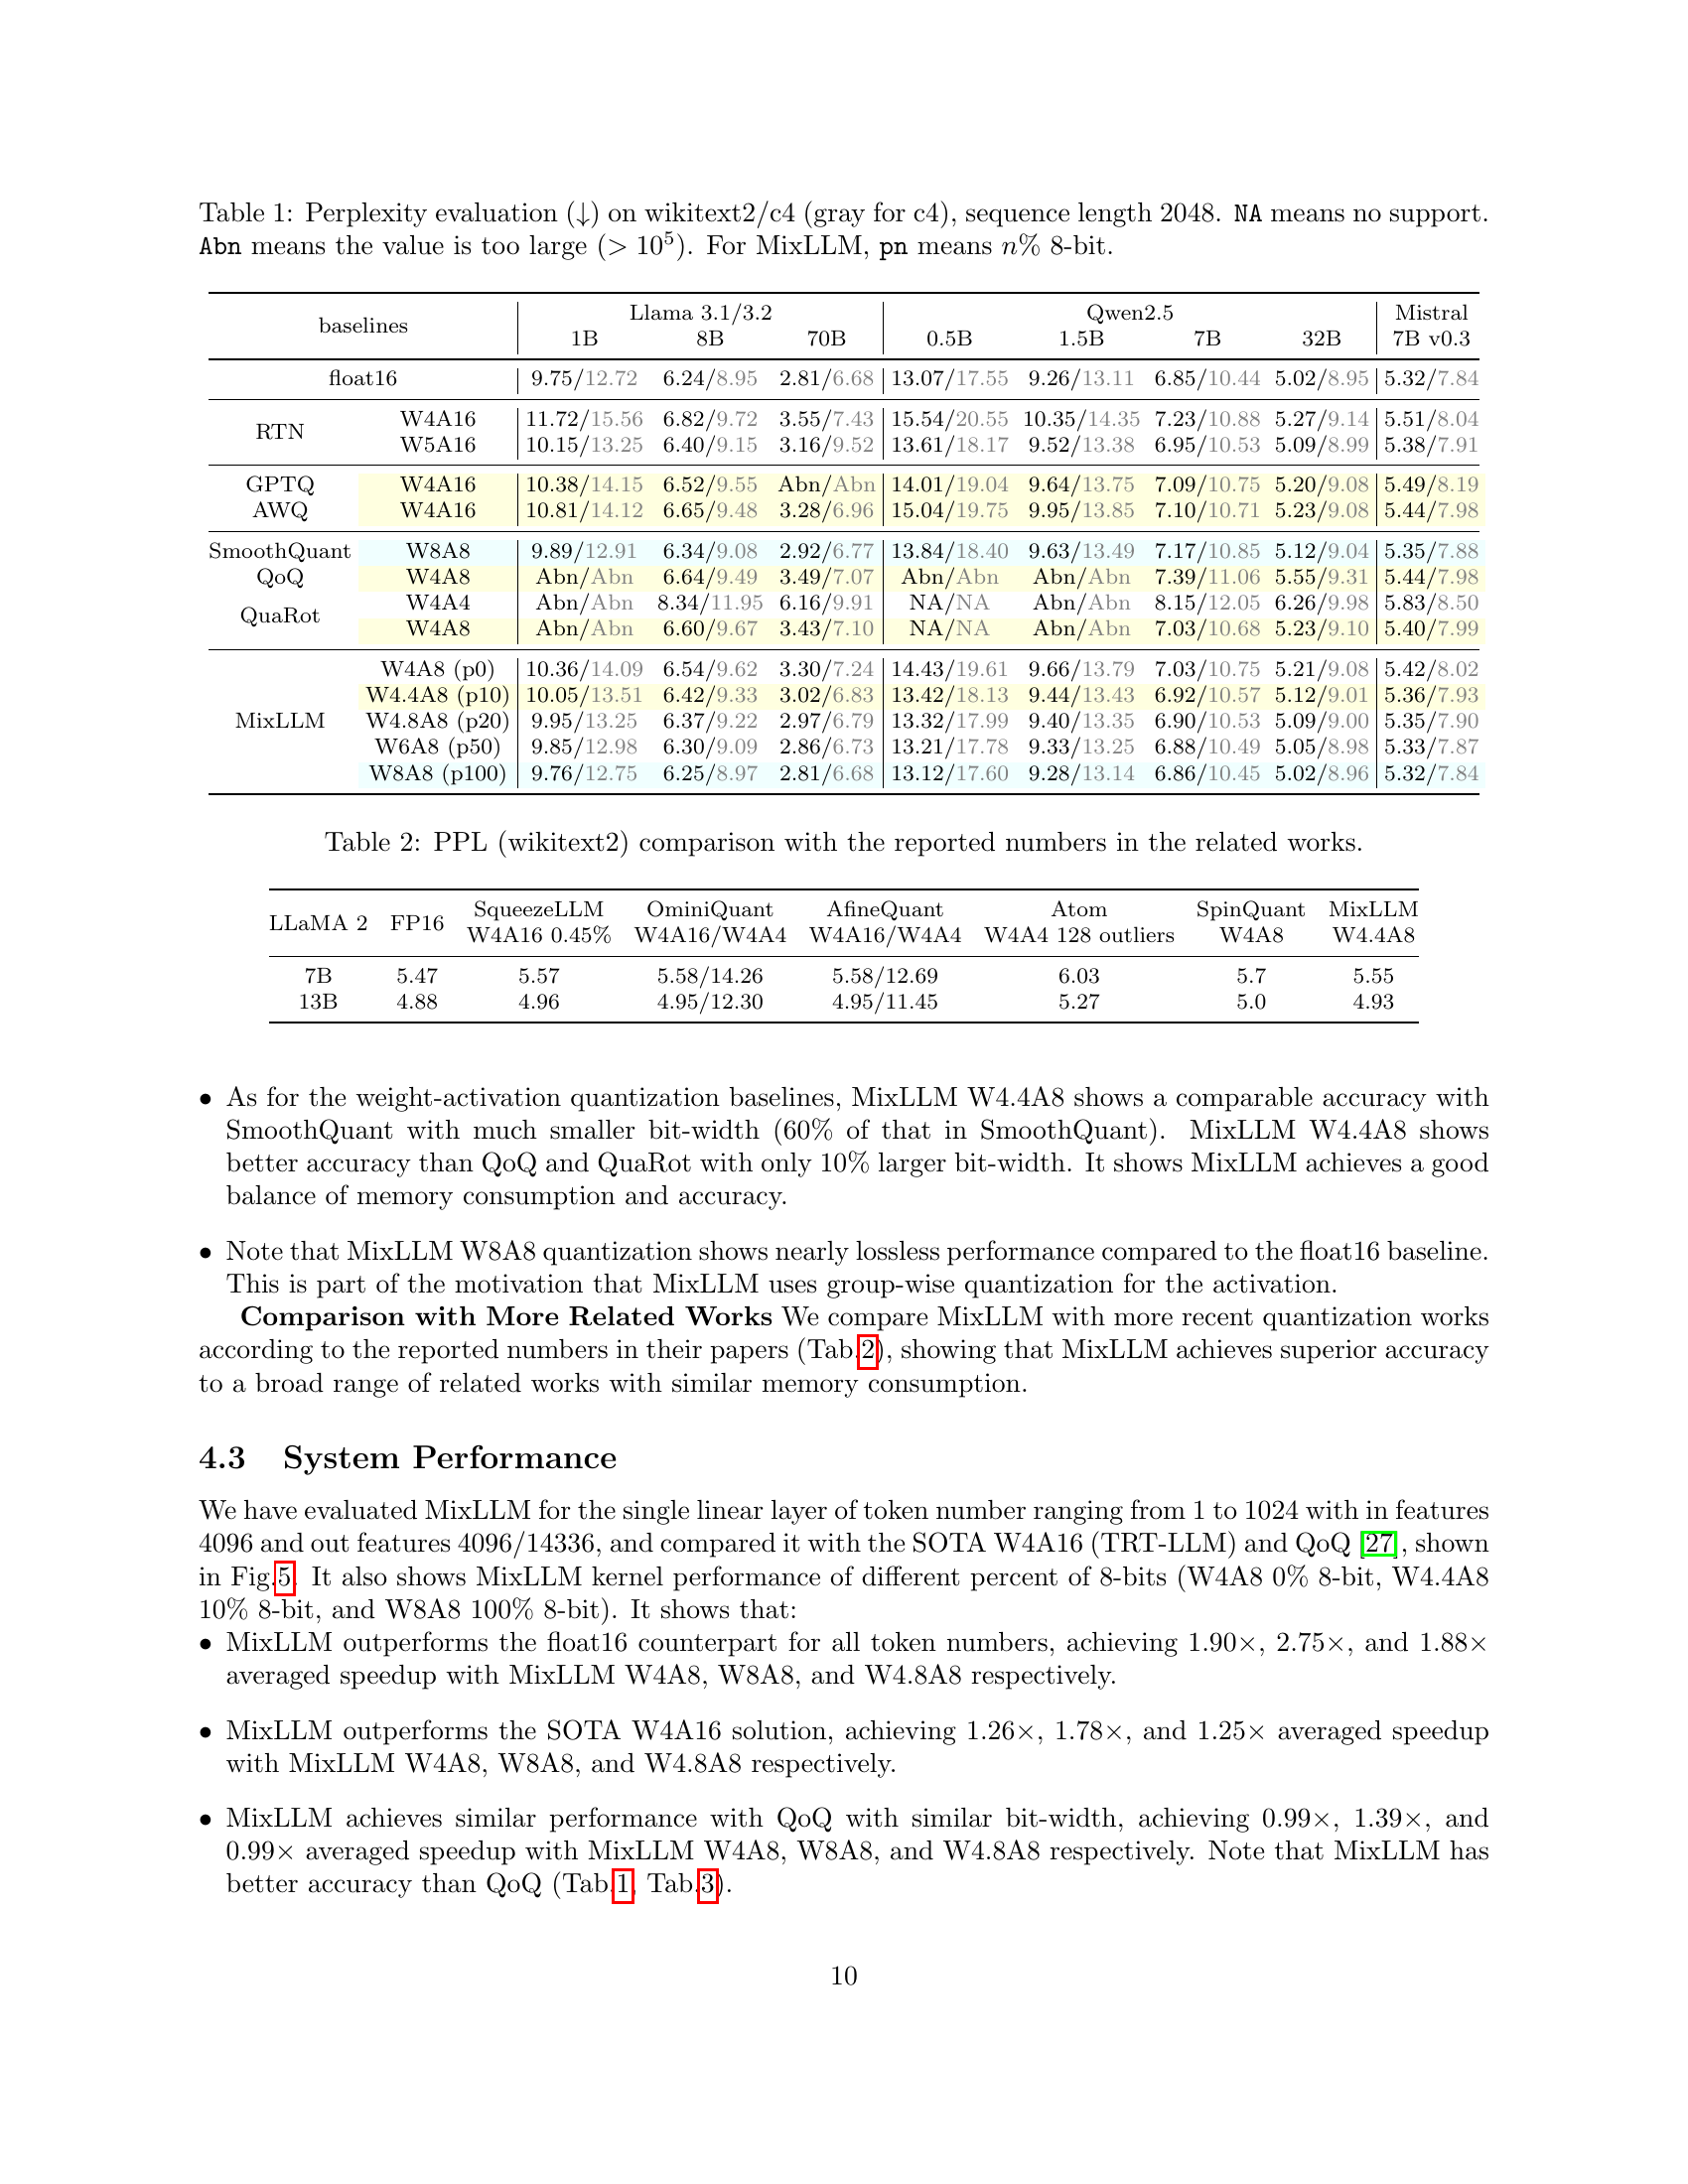 Table 1: Perplexity evaluation (↓) on wikitext2/c4 (gray for c4), sequence length 2048. NA means no support.
Abn means the value is too large (> 10^5). For MixLLM, pn means n% 8-bit.
baselines Llama 3.1/3.2 Qwen2.5 Mistral
1B 8B 70B 0.5B 1.5B 7B 32B 7B v0.3
float16 9.75/12.72 6.24/8.95 2.81/6.68 13.07/17.55 9.26/13.11 6.85/10.44 5.02/8.95 5.32/7.84
RTN W4A16 11.72/15.56 6.82/9.72 3.55/7.43 15.54/20.55 10.35/14.35 7.23/10.88 5.27/9.14 5.51/8.04
W5A16 10.15/13.25 6.40/9.15 3.16/9.52 13.61/18.17 9.52/13.38 6.95/10.53 5.09/8.99 5.38/7.91
GPTQ W4A16 10.38/14.15 6.52/9.55 Abn/Abn 14.01/19.04 9.64/13.75 7.09/10.75 5.20/9.08 5.49/8.19
AWQ W4A16 10.81/14.12 6.65/9.48 3.28/6.96 15.04/19.75 9.95/13.85 7.10/10.71 5.23/9.08 5.44/7.98
SmoothQuant W8A8 9.89/12.91 6.34/9.08 2.92/6.77 13.84/18.40 9.63/13.49 7.17/10.85 5.12/9.04 5.35/7.88
QoQ W4A8 Abn/Abn 6.64/9.49 3.49/7.07 Abn/Abn Abn/Abn 7.39/11.06 5.55/9.31 5.44/7.98
QuaRot W4A4 Abn/Abn 8.34/11.95 6.16/9.91 NA/NA Abn/Abn 8.15/12.05 6.26/9.98 5.83/8.50
W4A8 Abn/Abn 6.60/9.67 3.43/7.10 NA/NA Abn/Abn 7.03/10.68 5.23/9.10 5.40/7.99
MixLLM W4A8 (p0) 10.36/14.09 6.54/9.62 3.30/7.24 14.43/19.61 9.66/13.79 7.03/10.75 5.21/9.08 5.42/8.02
W4.4A8 (p10) 10.05/13.51 6.42/9.33 3.02/6.83 13.42/18.13 9.44/13.43 6.92/10.57 5.12/9.01 5.36/7.93
W4.8A8 (p20) 9.95/13.25 6.37/9.22 2.97/6.79 13.32/17.99 9.40/13.35 6.90/10.53 5.09/9.00 5.35/7.90
W6A8 (p50) 9.85/12.98 6.30/9.09 2.86/6.73 13.21/17.78 9.33/13.25 6.88/10.49 5.05/8.98 5.33/7.87
W8A8 (p100) 9.76/12.75 6.25/8.97 2.81/6.68 13.12/17.60 9.28/13.14 6.86/10.45 5.02/8.96 5.32/7.84
Table 2: PPL (wikitext2) comparison with the reported numbers in the related works.
LLaMA 2 FP16 SqueezeLLM OminiQuant AfineQuant Atom SpinQuant MixLLM
W4A16 0.45% W4A16/W4A4 W4A16/W4A4 W4A4 128 outliers W4A8 W4.4A8
7B 5.47 5.57 5.58/14.26 5.58/12.69 6.03 5.7 5.55
13B 4.88 4.96 4.95/12.30 4.95/11.45 5.27 5.0 4.93
• As for the weight-activation quantization baselines, MixLLM W4.4A8 shows a comparable accuracy with
SmoothQuant with much smaller bit-width (60% of that in SmoothQuant). MixLLM W4.4A8 shows
better accuracy than QoQ and QuaRot with only 10% larger bit-width. It shows MixLLM achieves a good
balance of memory consumption and accuracy.
• Note that MixLLM W8A8 quantization shows nearly lossless performance compared to the float16 baseline.
This is part of the motivation that MixLLM uses group-wise quantization for the activation.
Comparison with More Related Works We compare MixLLM with more recent quantization works
according to the reported numbers in their papers (Tab.2), showing that MixLLM achieves superior accuracy
to a broad range of related works with similar memory consumption.
4.3 System Performance
We have evaluated MixLLM for the single linear layer of token number ranging from 1 to 1024 with in features
4096 and out features 4096/14336, and compared it with the SOTA W4A16 (TRT-LLM) and QoQ [27], shown
in Fig.5. It also shows MixLLM kernel performance of different percent of 8-bits (W4A8 0% 8-bit, W4.4A8
10% 8-bit, and W8A8 100% 8-bit). It shows that:
• MixLLM outperforms the float16 counterpart for all token numbers, achieving 1.90×, 2.75×, and 1.88×
averaged speedup with MixLLM W4A8, W8A8, and W4.8A8 respectively.
• MixLLM outperforms the SOTA W4A16 solution, achieving 1.26×, 1.78×, and 1.25× averaged speedup
with MixLLM W4A8, W8A8, and W4.8A8 respectively.
• MixLLM achieves similar performance with QoQ with similar bit-width, achieving 0.99×, 1.39×, and
0.99× averaged speedup with MixLLM W4A8, W8A8, and W4.8A8 respectively. Note that MixLLM has
better accuracy than QoQ (Tab.1, Tab.3).
10